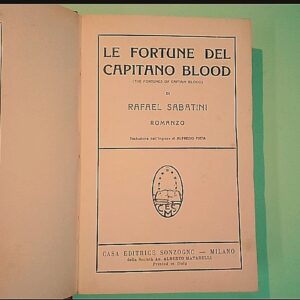 LE FORTUNE DEL
CAPITANO BLOOD
(THE FORTUNES OF CAPTAIN BLOOD)
DI
RAFAEL SABATINI
ROMANZO
Traduzione dall'inglese di ALFREDO PITTA
CASA EDITRICE SONZOGNO — MILANO
della Società An. ALBERTO MATARELLI
Printed in Italy